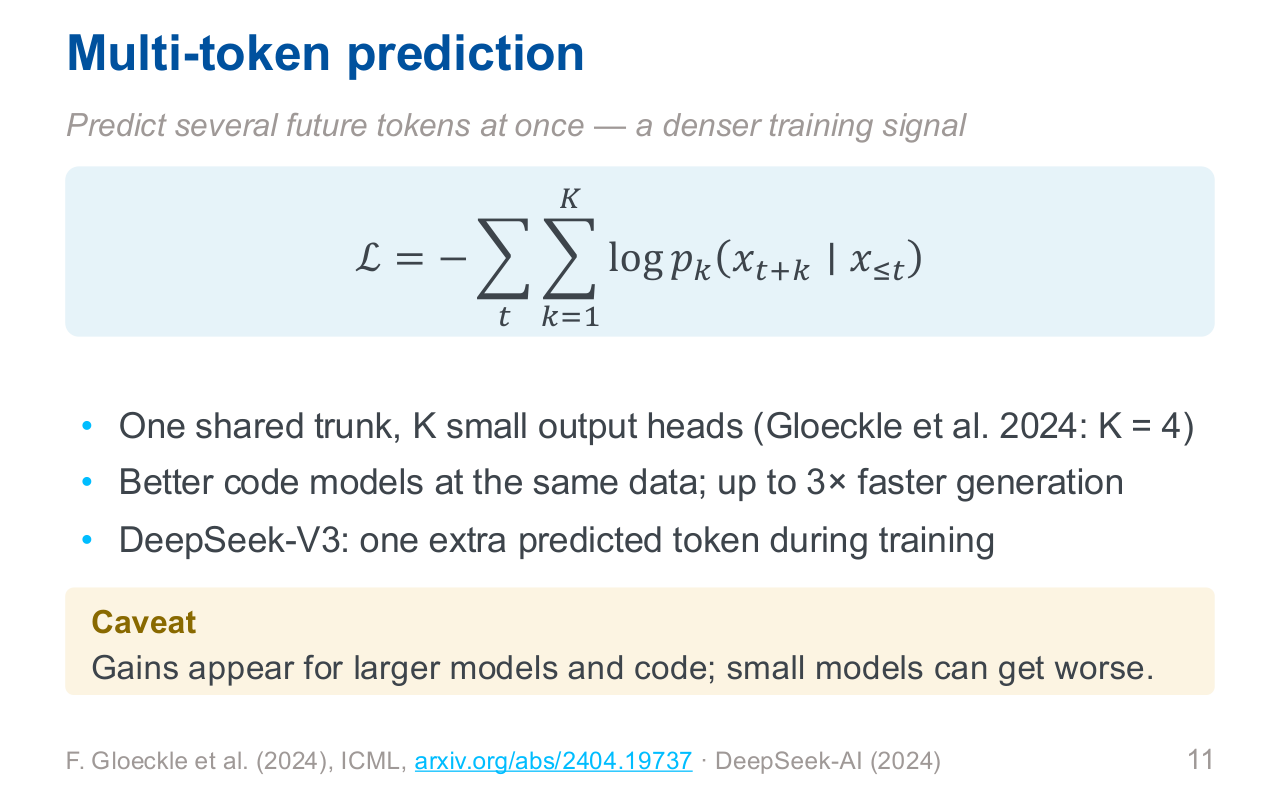 Multi-token prediction
Predict several future tokens at once — a denser training signal
ℒ = − ∑_t ∑_{k=1}^{K} log p_k(x_{t+k} ∣ x_{≤t})
• One shared trunk, K small output heads (Gloeckle et al. 2024: K = 4)
• Better code models at the same data; up to 3× faster generation
• DeepSeek-V3: one extra predicted token during training
Caveat
Gains appear for larger models and code; small models can get worse.
F. Gloeckle et al. (2024), ICML, arxiv.org/abs/2404.19737 · DeepSeek-AI (2024)
11